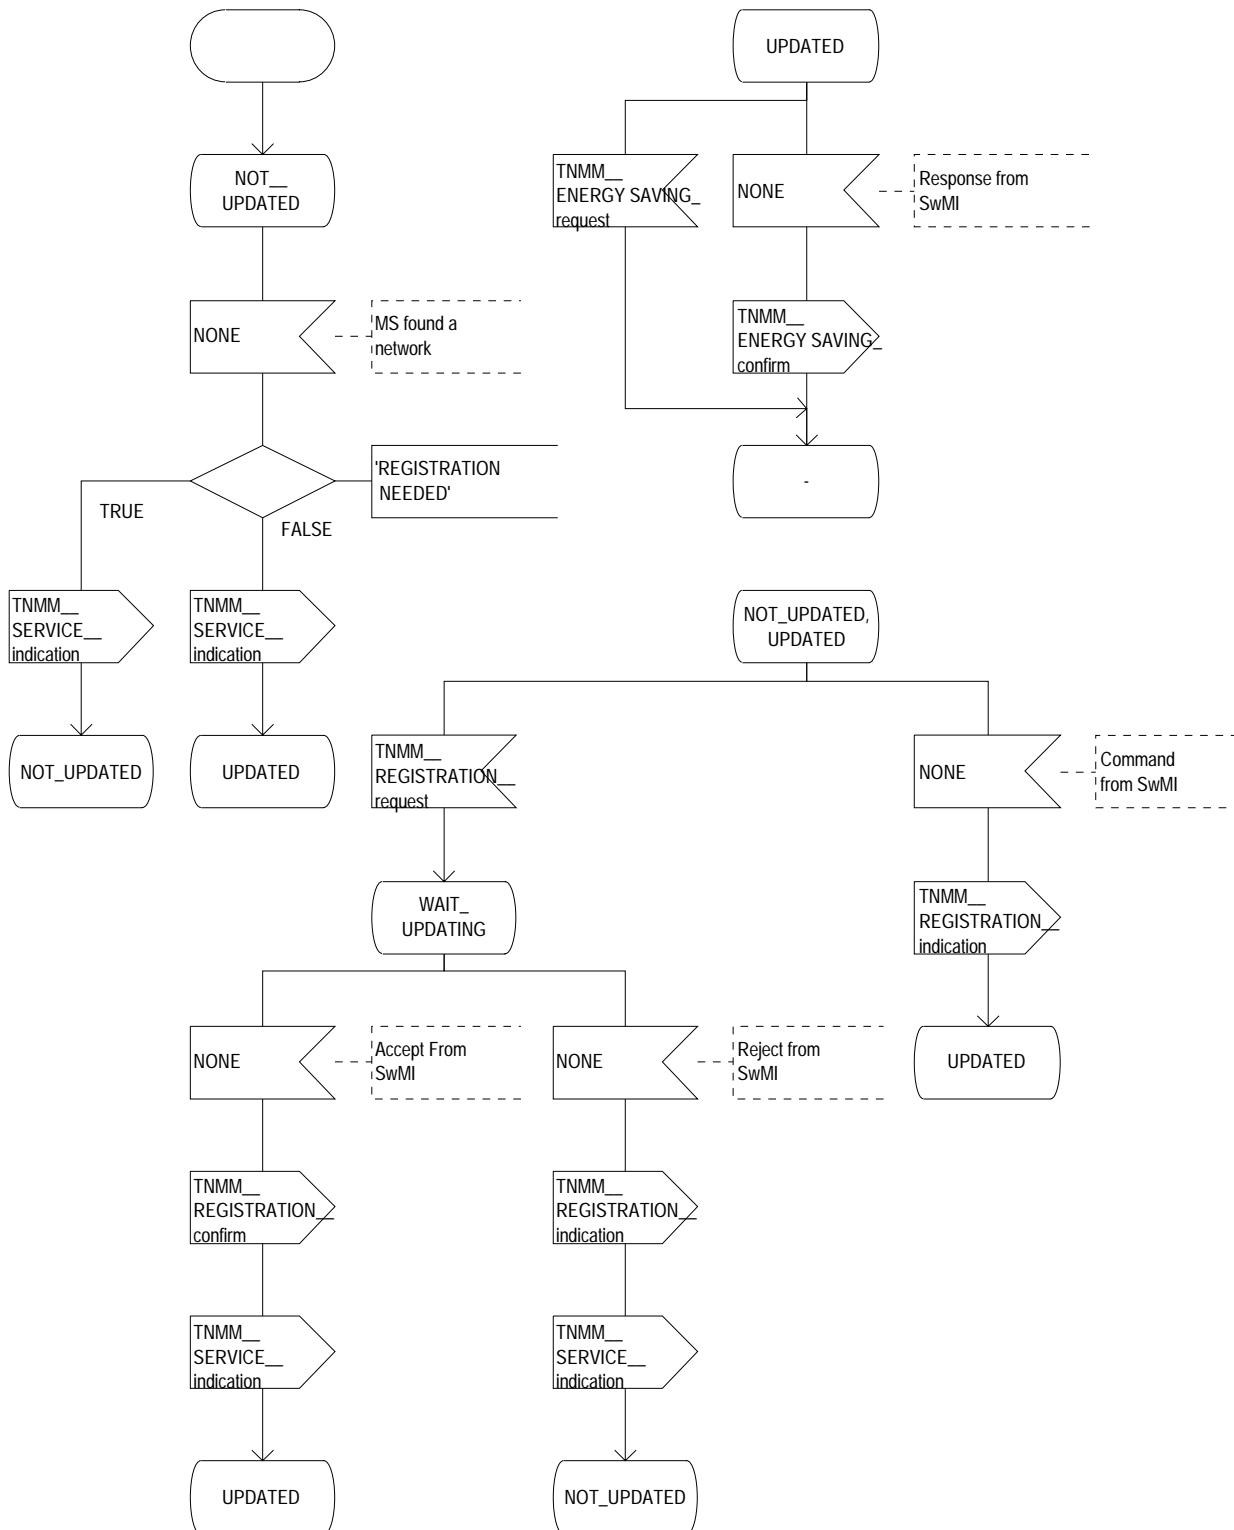 UPDATED
NOT__
UPDATED
TNMM__
ENERGY SAVING_
request
NONE
Response from
SwMI
NONE
MS found a
network
TNMM__
ENERGY SAVING_
confirm
'REGISTRATION
NEEDED'
-
TRUE
FALSE
TNMM__
SERVICE__
indication
TNMM__
SERVICE__
indication
NOT_UPDATED,
UPDATED
NOT_UPDATED
UPDATED
TNMM__
REGISTRATION__
request
NONE
Command
from SwMI
WAIT_
UPDATING
TNMM__
REGISTRATION__
indication
NONE
Accept From
SwMI
NONE
Reject from
SwMI
UPDATED
TNMM__
REGISTRATION__
confirm
TNMM__
REGISTRATION__
indication
TNMM__
SERVICE__
indication
TNMM__
SERVICE__
indication
UPDATED
NOT_UPDATED